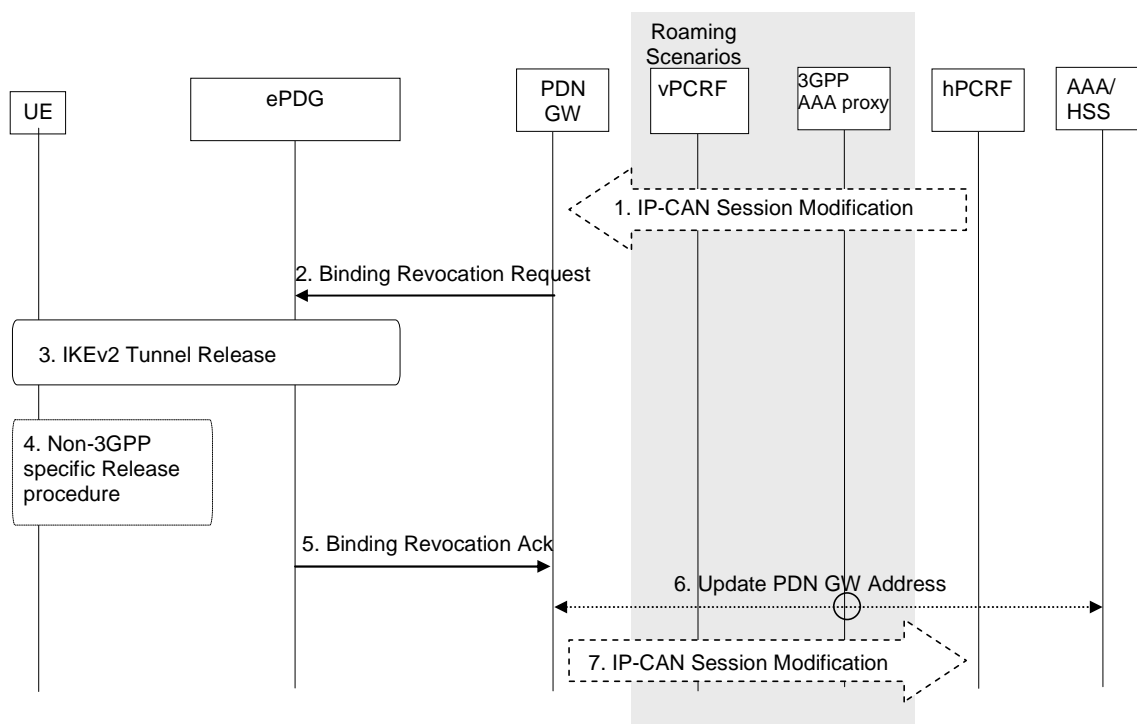 Roaming
Scenarios
UE
ePDG
PDN
GW
vPCRF
3GPP
AAA proxy
hPCRF
AAA/
HSS
1. IP-CAN Session Modification
2. Binding Revocation Request
3. IKEv2 Tunnel Release
4. Non-3GPP
specific Release
procedure
5. Binding Revocation Ack
6. Update PDN GW Address
7. IP-CAN Session Modification